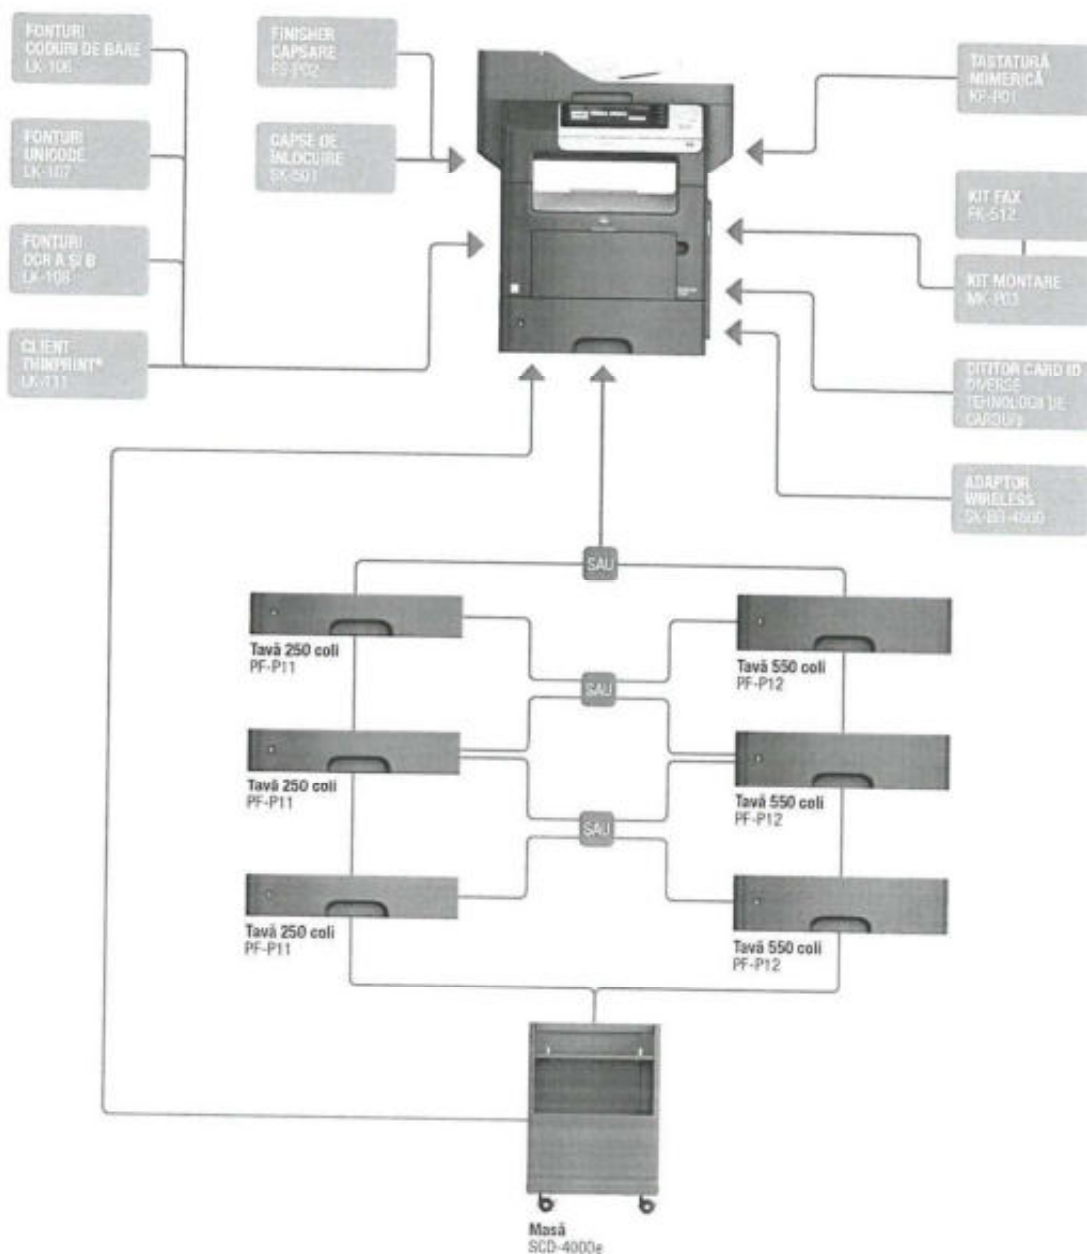 FONTURI
CODURI DE BARE
LK-106
FONTURI
UNICODE
LK-107
FONTURI
OCR A ȘI B
LK-108
CLIENT
THINPRINT®
LK-111
FINISHER
CAPSARE
FS-P02
CAPSE DE
ÎNLOCUIRE
SK-501
TASTATURĂ
NUMERICĂ
KP-P01
KIT FAX
FK-512
KIT MONTARE
MK-P03
CITITOR CARD ID
DIVERSE
TEHNOLOGII DE
CARDURI
ADAPTOR
WIRELESS
SX-BR-4600
SAU
Tavă 250 coli
PF-P11
Tavă 550 coli
PF-P12
SAU
Tavă 250 coli
PF-P11
Tavă 550 coli
PF-P12
SAU
Tavă 250 coli
PF-P11
Tavă 550 coli
PF-P12
Masă
SCD-4000e